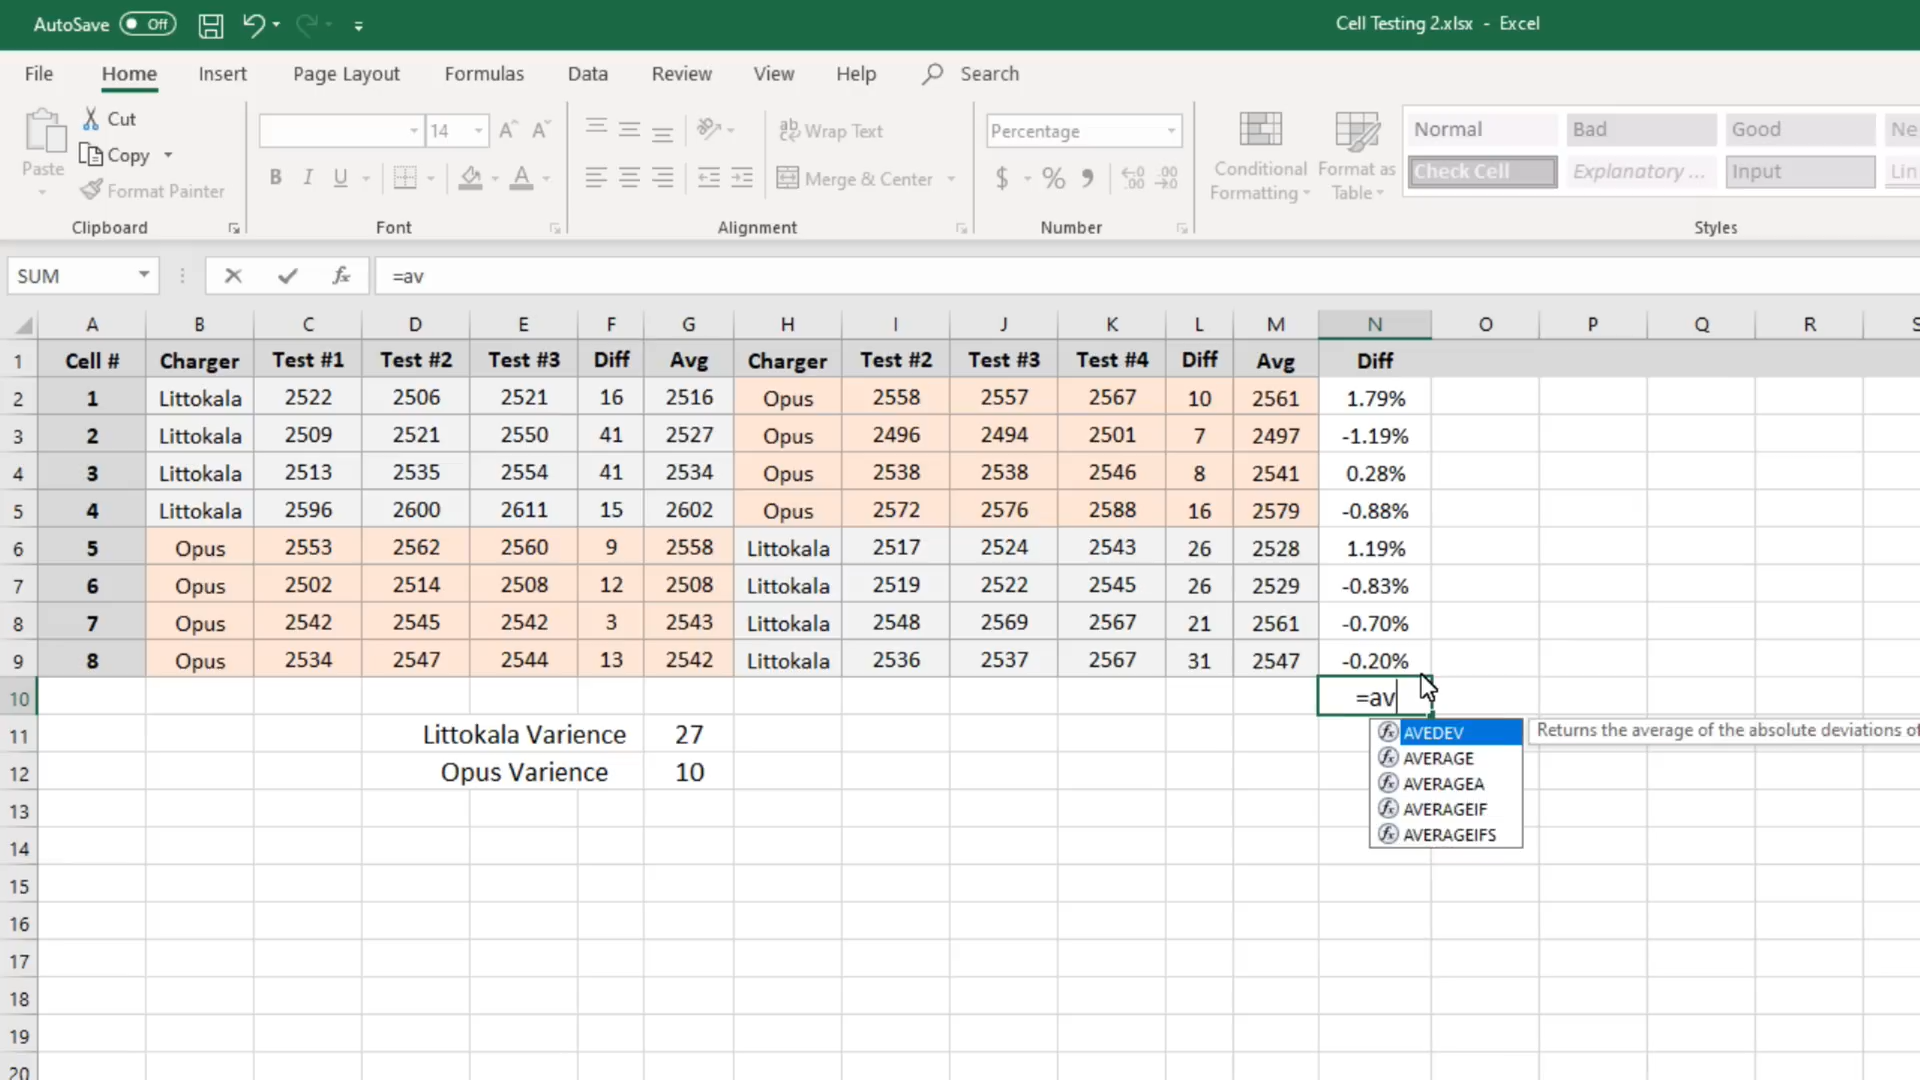 AutoSave Off Cell Testing 2.xlsx - Excel
File Home Insert Page Layout Formulas Data Review View Help Search
Paste Cut Copy Format Painter
14 Wrap Text Merge & Center
Percentage
Conditional Formatting Format as Table
Normal Bad Good Ne
Check Cell Explanatory ... Input Lin
Clipboard Font Alignment Number Styles
SUM fx =av
A B C D E F G H I J K L M N O P Q R S
1 Cell # Charger Test #1 Test #2 Test #3 Diff Avg Charger Test #2 Test #3 Test #4 Diff Avg Diff
2 1 Littokala 2522 2506 2521 16 2516 Opus 2558 2557 2567 10 2561 1.79%
3 2 Littokala 2509 2521 2550 41 2527 Opus 2496 2494 2501 7 2497 -1.19%
4 3 Littokala 2513 2535 2554 41 2534 Opus 2538 2538 2546 8 2541 0.28%
5 4 Littokala 2596 2600 2611 15 2602 Opus 2572 2576 2588 16 2579 -0.88%
6 5 Opus 2553 2562 2560 9 2558 Littokala 2517 2524 2543 26 2528 1.19%
7 6 Opus 2502 2514 2508 12 2508 Littokala 2519 2522 2545 26 2529 -0.83%
8 7 Opus 2542 2545 2542 3 2543 Littokala 2548 2569 2567 21 2561 -0.70%
9 8 Opus 2534 2547 2544 13 2542 Littokala 2536 2537 2567 31 2547 -0.20%
10 =av
11 Littokala Varience 27
12 Opus Varience 10
AVEDEV Returns the average of the absolute deviations of
AVERAGE
AVERAGEA
AVERAGEIF
AVERAGEIFS
13
14
15
16
17
18
19
20